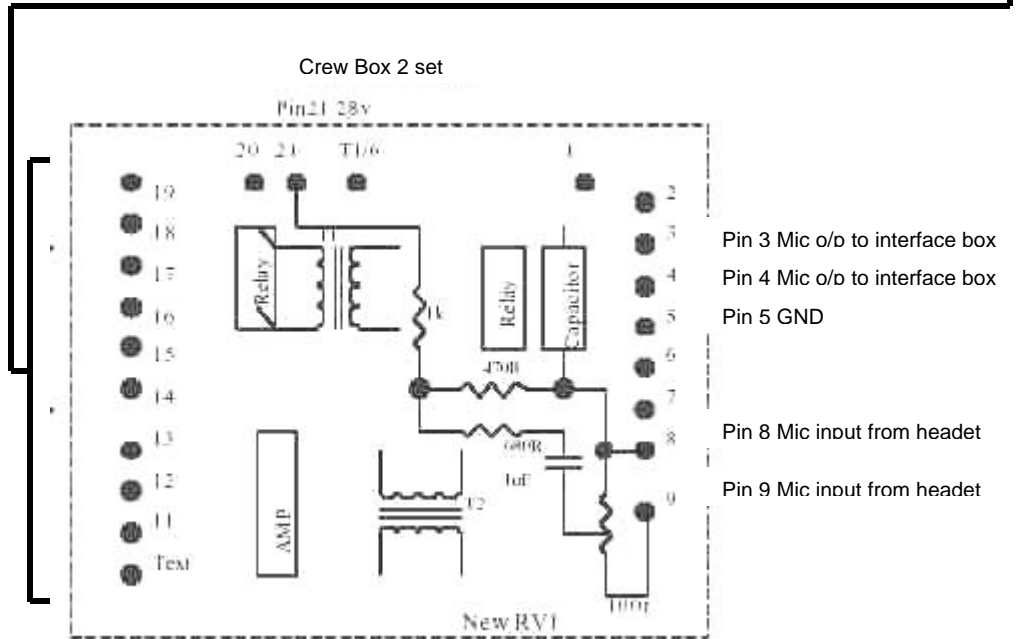 Crew Box 2 set
Pin21 28v
20 21 T1/6 1
19
18
17
16
15
14
13
12
11
Text
Relay
1k
Relay
Capacitor
470R
680R
1uF
AMP
T2
New RV1
2
3
4
5
6
7
8
9
Pin 3 Mic o/p to interface box
Pin 4 Mic o/p to interface box
Pin 5 GND
Pin 8 Mic input from headet
Pin 9 Mic input from headet